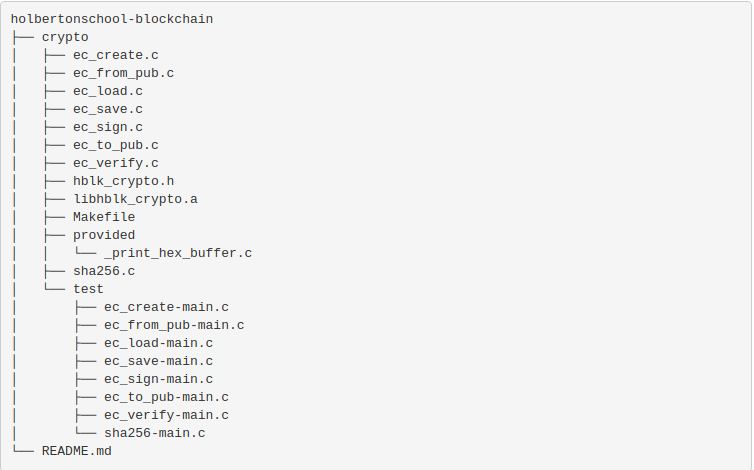 holbertonschool-blockchain
├── crypto
│   ├── ec_create.c
│   ├── ec_from_pub.c
│   ├── ec_load.c
│   ├── ec_save.c
│   ├── ec_sign.c
│   ├── ec_to_pub.c
│   ├── ec_verify.c
│   ├── hblk_crypto.h
│   ├── libhblk_crypto.a
│   ├── Makefile
│   ├── provided
│   │   └── _print_hex_buffer.c
│   ├── sha256.c
│   └── test
│       ├── ec_create-main.c
│       ├── ec_from_pub-main.c
│       ├── ec_load-main.c
│       ├── ec_save-main.c
│       ├── ec_sign-main.c
│       ├── ec_to_pub-main.c
│       ├── ec_verify-main.c
│       └── sha256-main.c
└── README.md